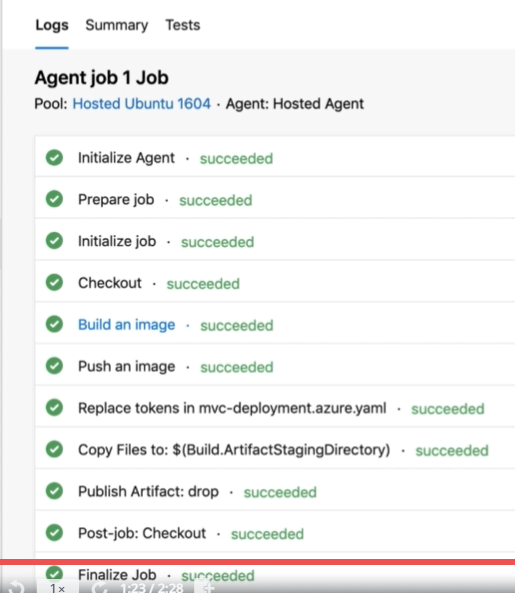 Logs Summary Tests
Agent job 1 Job
Pool: Hosted Ubuntu 1604 · Agent: Hosted Agent
Initialize Agent · succeeded
Prepare job · succeeded
Initialize job · succeeded
Checkout · succeeded
Build an image · succeeded
Push an image · succeeded
Replace tokens in mvc-deployment.azure.yaml · succeeded
Copy Files to: $(Build.ArtifactStagingDirectory) · succeeded
Publish Artifact: drop · succeeded
Post-job: Checkout · succeeded
Finalize Job · succeeded
1× 1:23 / 2:28